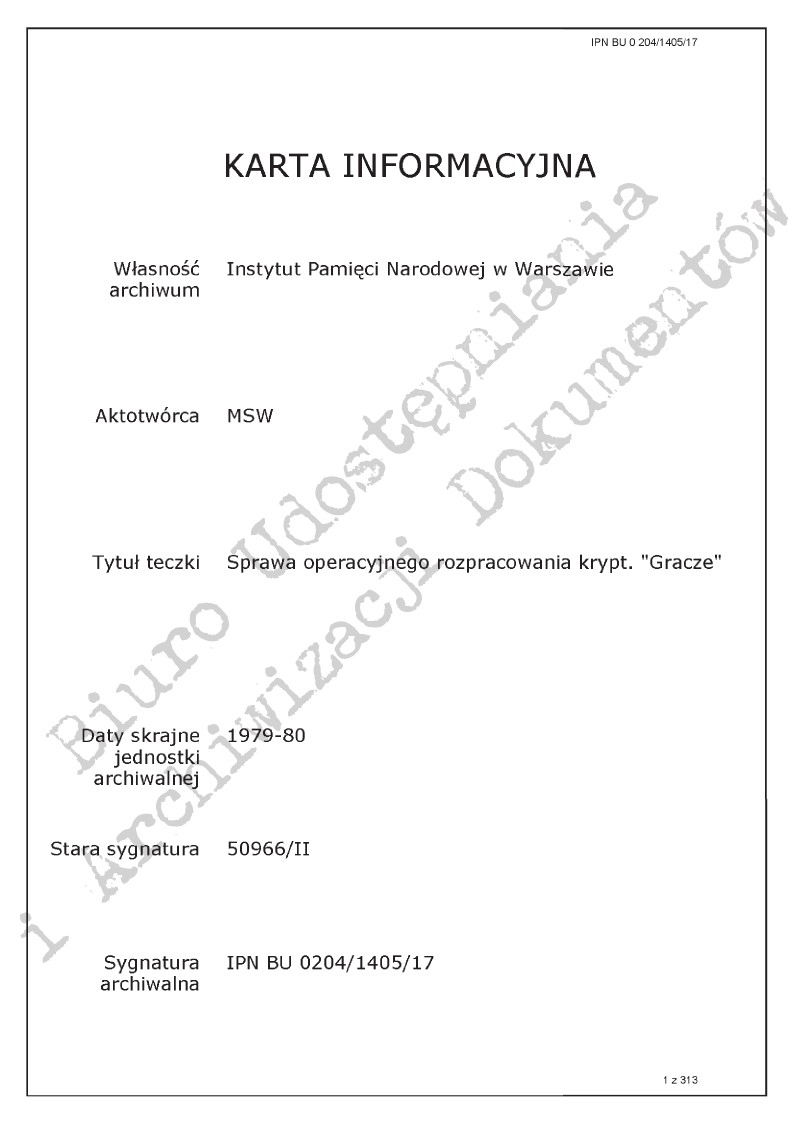 IPN BU 0 204/1405/17
KARTA INFORMACYJNA
Własność archiwum
Instytut Pamięci Narodowej w Warszawie
Aktotwórca
MSW
Tytuł teczki
Sprawa operacyjnego rozpracowania krypt. "Gracze"
Daty skrajne
jednostki
archiwalnej
1979-80
Stara sygnatura
50966/II
Sygnatura
archiwalna
IPN BU 0204/1405/17
Biuro Udostępniania
i Archiwizacji Dokumentów
1 z 313